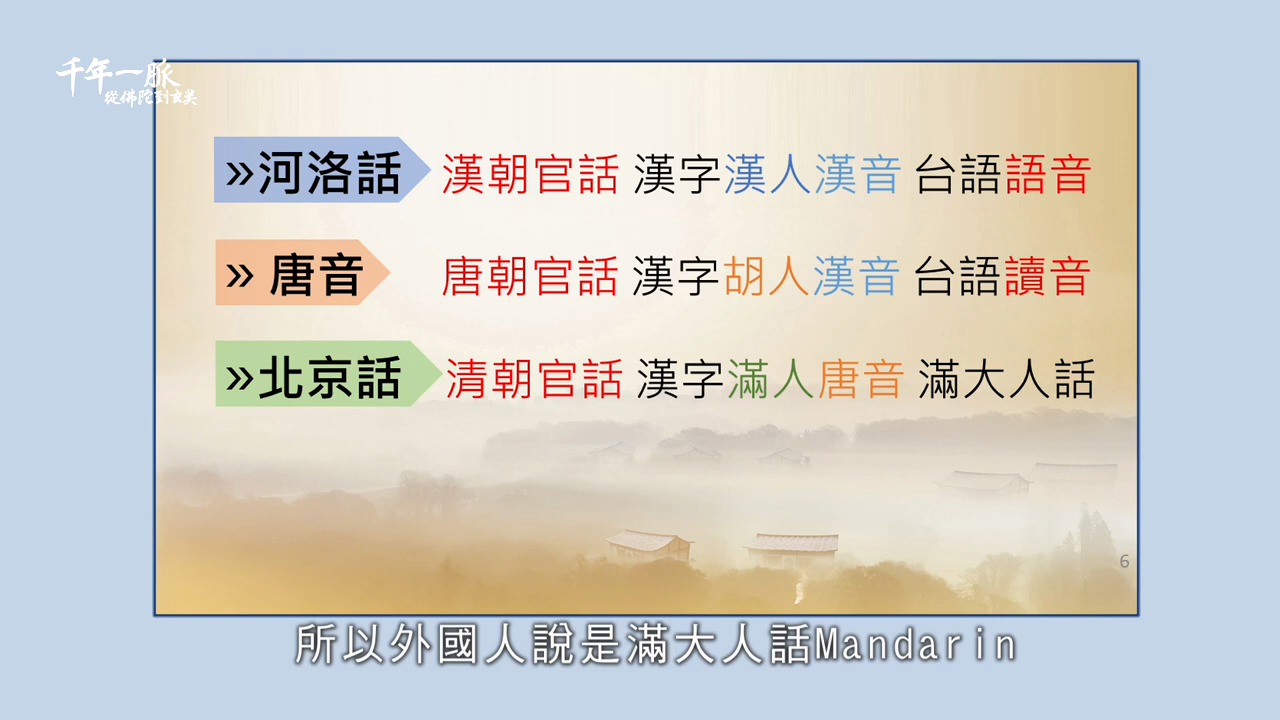 千年一脈
從佛陀到玄奘
»河洛話 漢朝官話 漢字漢人漢音 台語語音
» 唐音 唐朝官話 漢字胡人漢音 台語讀音
»北京話 清朝官話 漢字滿人唐音 滿大人話
6
所以外國人說是滿大人話Mandarin